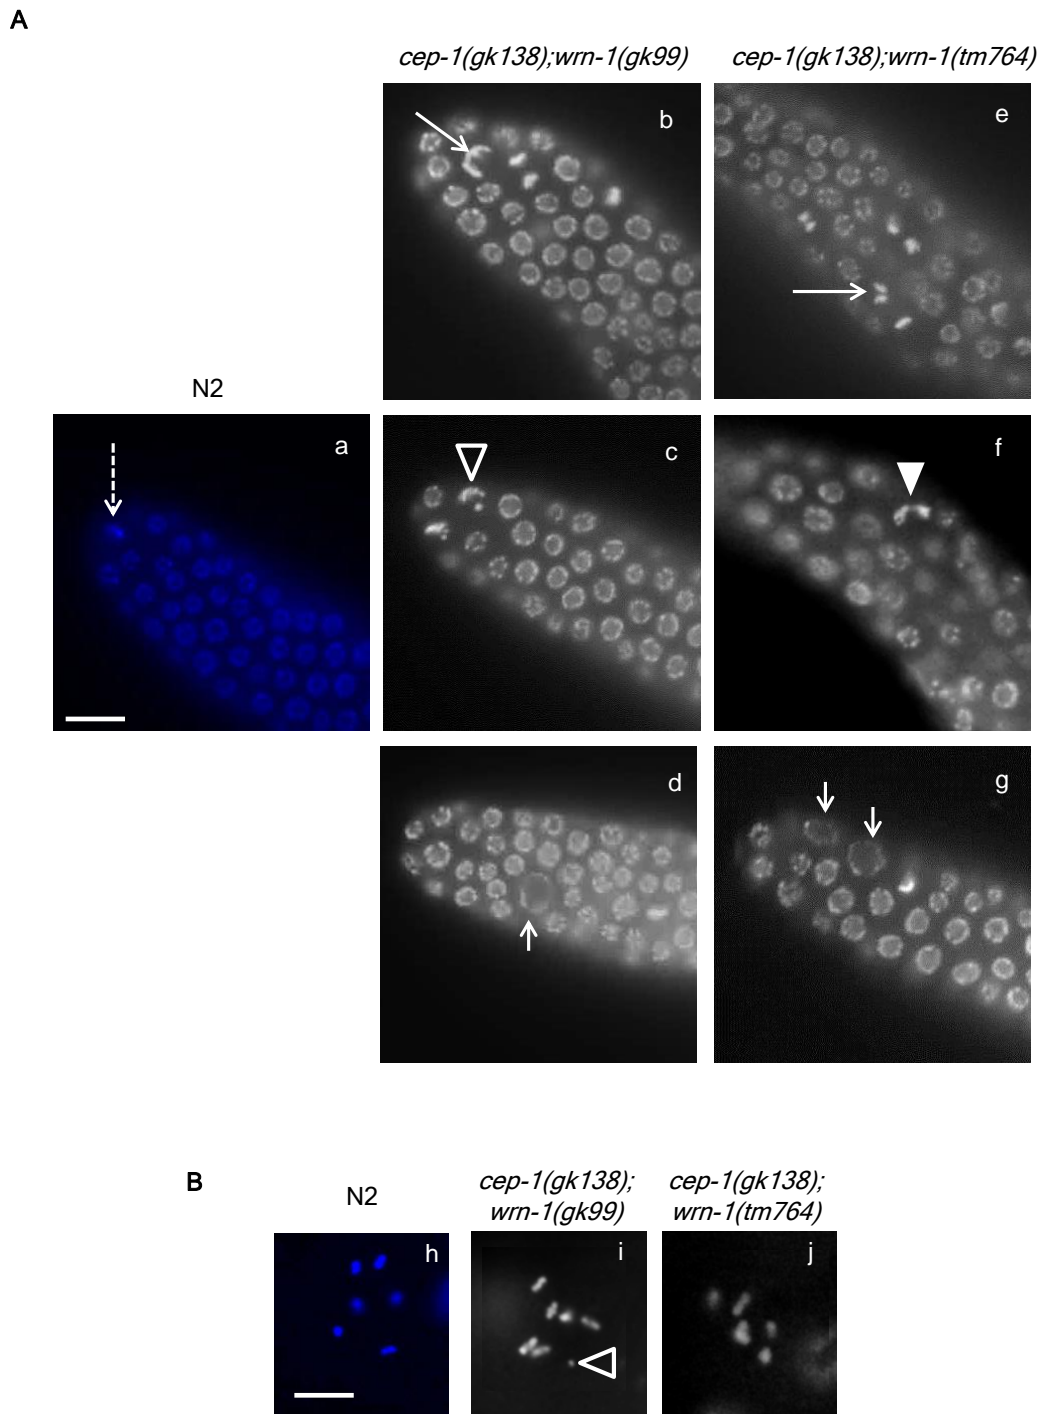 A
cep-1(gk138);wrn-1(gk99) cep-1(gk138);wrn-1(tm764)
b e
N2
a c f
d g
B
N2
cep-1(gk138);
wrn-1(gk99)
cep-1(gk138);
wrn-1(tm764)
h i j